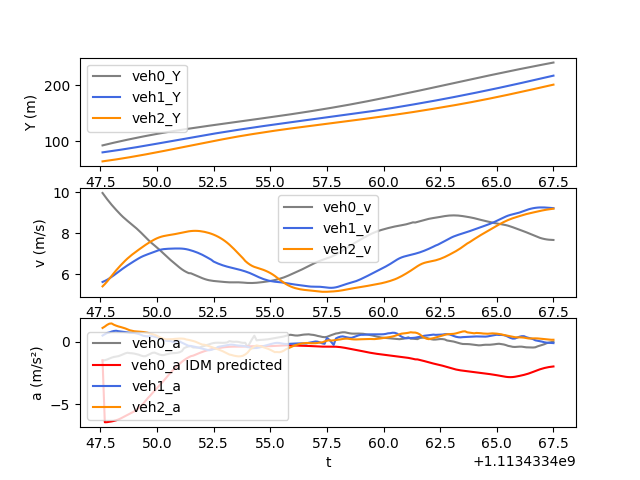 200
100
Y (m)
veh0_Y
veh1_Y
veh2_Y
47.5 50.0 52.5 55.0 57.5 60.0 62.5 65.0 67.5
10
8
6
v (m/s)
veh0_v
veh1_v
veh2_v
47.5 50.0 52.5 55.0 57.5 60.0 62.5 65.0 67.5
0
−5
a (m/s²)
veh0_a
veh0_a IDM predicted
veh1_a
veh2_a
47.5 50.0 52.5 55.0 57.5 60.0 62.5 65.0 67.5
t
+1.1134334e9